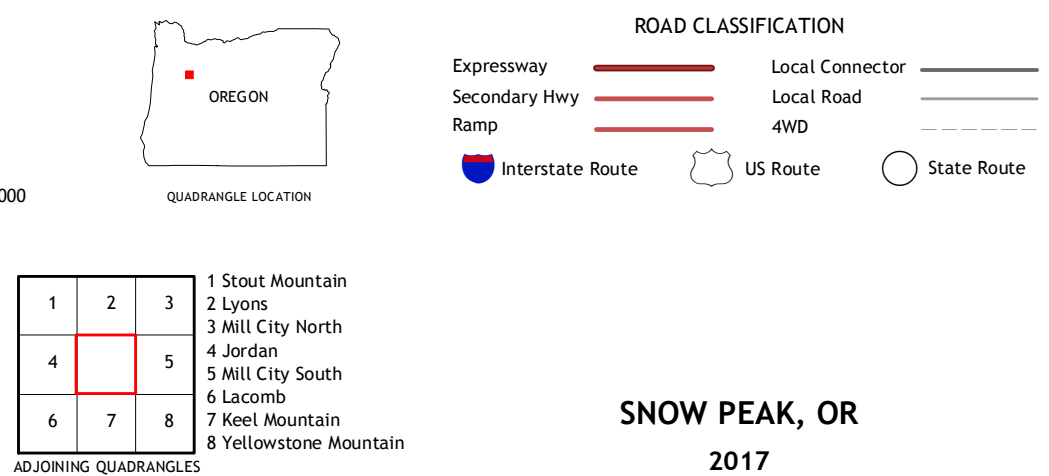 OREGON
QUADRANGLE LOCATION
000
ROAD CLASSIFICATION
Expressway
Secondary Hwy
Ramp
Local Connector
Local Road
4WD
Interstate Route
US Route
State Route
1 2 3
4 5
6 7 8
ADJOINING QUADRANGLES
1 Stout Mountain
2 Lyons
3 Mill City North
4 Jordan
5 Mill City South
6 Lacomb
7 Keel Mountain
8 Yellowstone Mountain
SNOW PEAK, OR
2017